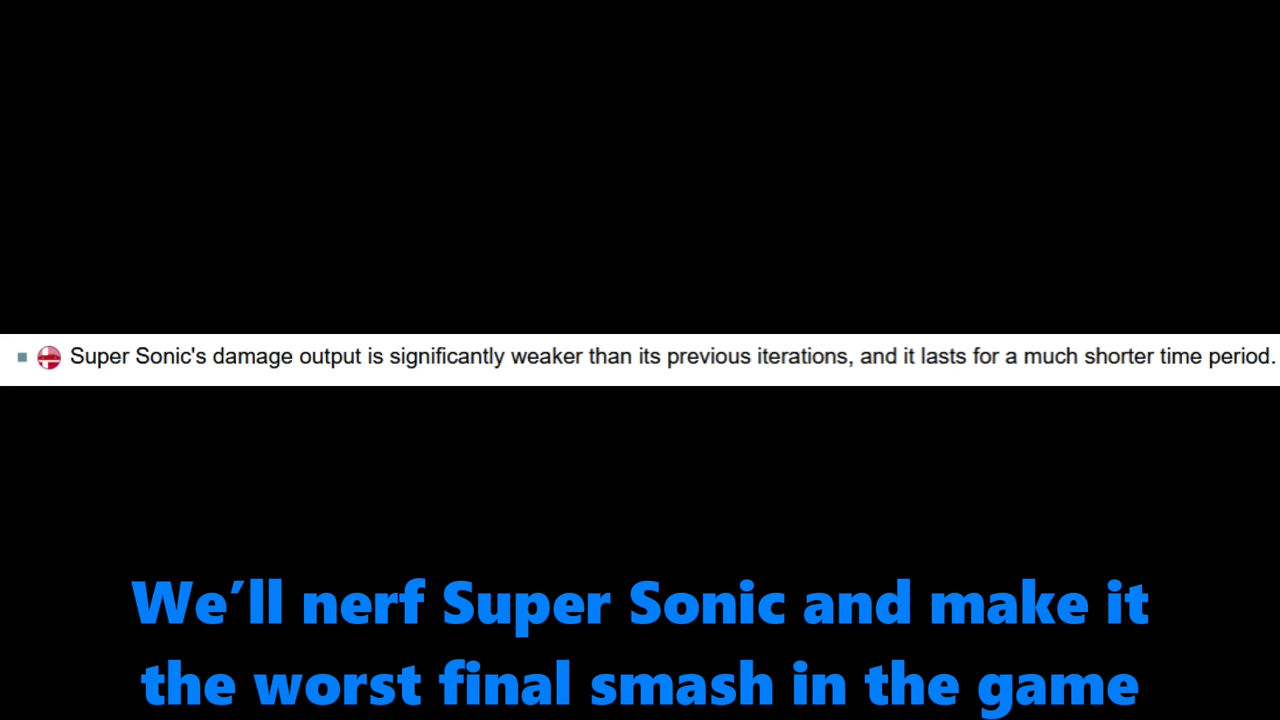 Super Sonic's damage output is significantly weaker than its previous iterations, and it lasts for a much shorter time period.
We’ll nerf Super Sonic and make it
the worst final smash in the game